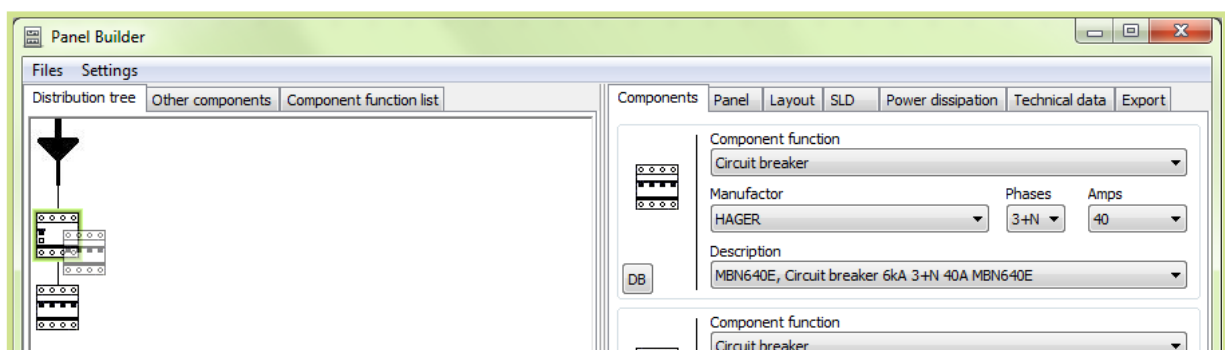 Panel Builder
Files Settings
Distribution tree Other components Component function list
Components Panel Layout SLD Power dissipation Technical data Export
Component function
Circuit breaker
Manufactor Phases Amps
HAGER 3+N 40
Description
DB MBN640E, Circuit breaker 6kA 3+N 40A MBN640E
Component function
Circuit breaker